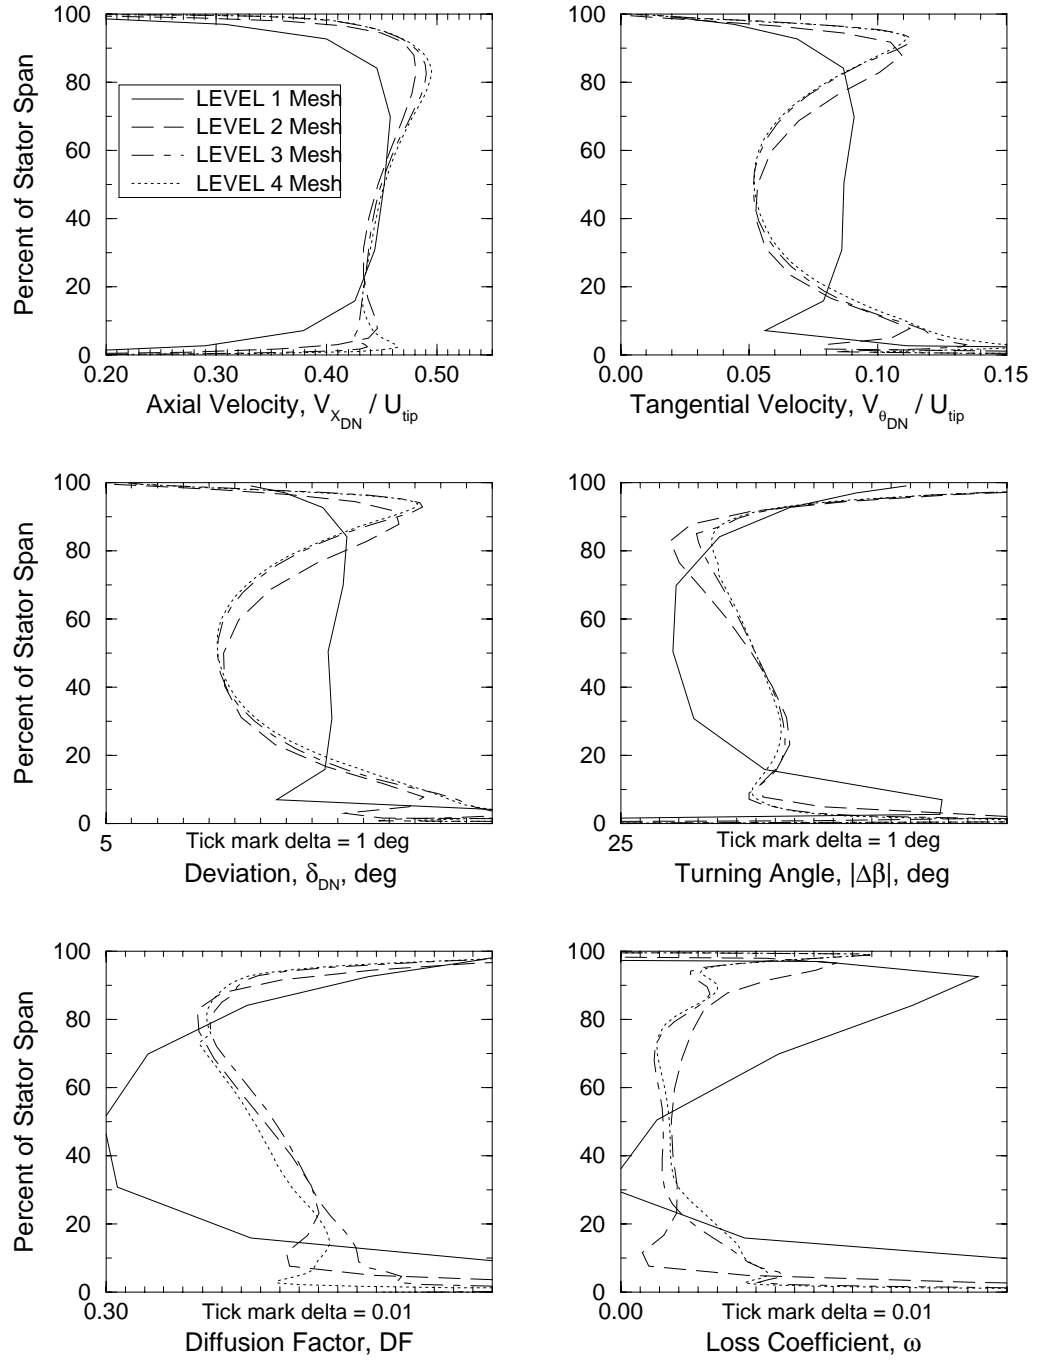 100
80
60
40
20
0
Percent of Stator Span
LEVEL 1 Mesh
LEVEL 2 Mesh
LEVEL 3 Mesh
LEVEL 4 Mesh
0.20 0.30 0.40 0.50
Axial Velocity, V_XDN / U_tip
100
80
60
40
20
0
0.00 0.05 0.10 0.15
Tangential Velocity, V_θDN / U_tip
100
80
60
40
20
0
Percent of Stator Span
5 Tick mark delta = 1 deg
Deviation, δ_DN, deg
100
80
60
40
20
0
25 Tick mark delta = 1 deg
Turning Angle, |Δβ|, deg
100
80
60
40
20
0
Percent of Stator Span
0.30 Tick mark delta = 0.01
Diffusion Factor, DF
100
80
60
40
20
0
0.00 Tick mark delta = 0.01
Loss Coefficient, ω